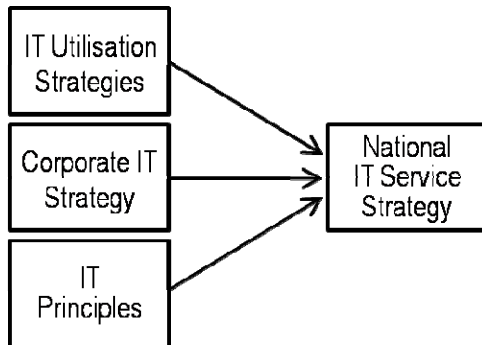 IT Utilisation
Strategies
Corporate IT
Strategy
IT
Principles
National
IT Service
Strategy